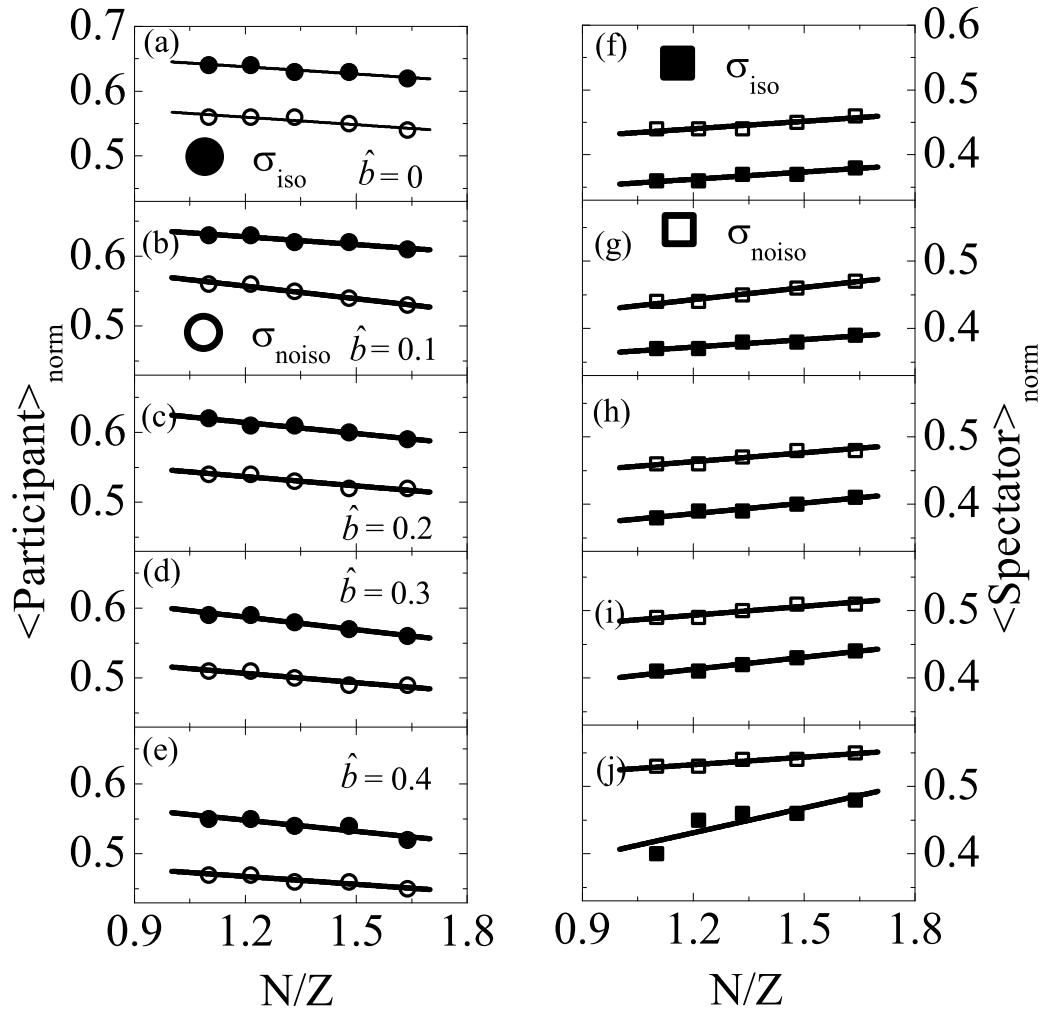 0.7
(a)
0.6
0.5
σiso
b̂ = 0
(b)
0.6
0.5
σnoiso
b̂ = 0.1
(c)
0.6
0.5
b̂ = 0.2
(d)
b̂ = 0.3
0.6
0.5
(e)
b̂ = 0.4
0.6
0.5
0.9 1.2 1.5 1.8
N/Z
<Participant>norm
(f)
σiso
0.6
0.5
0.4
(g)
σnoiso
0.5
0.4
(h)
0.5
0.4
(i)
0.5
0.4
(j)
0.5
0.4
0.9 1.2 1.5 1.8
N/Z
<Spectator>norm